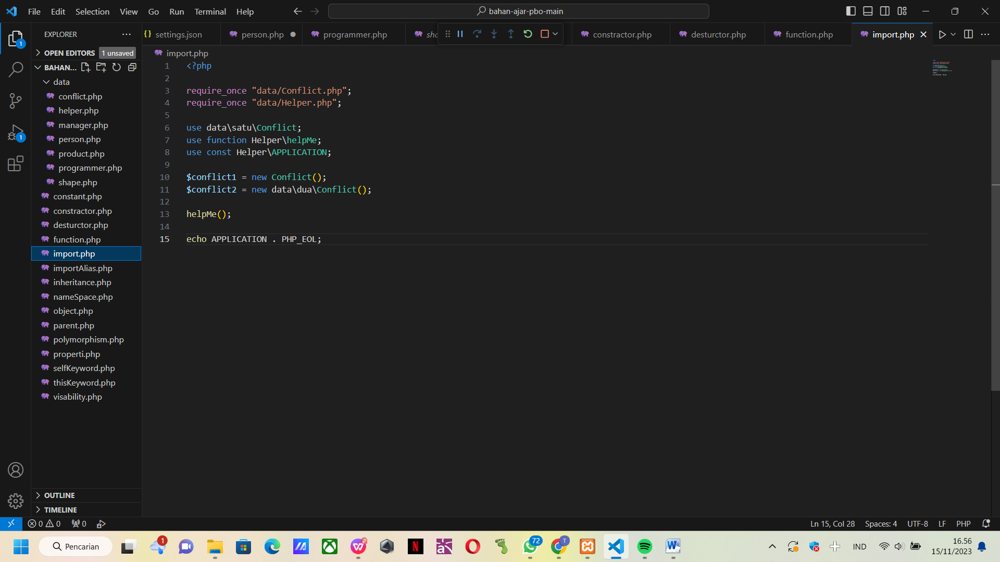 File Edit Selection View Go Run Terminal Help
bahan-ajar-pbo-main
EXPLORER
settings.json
person.php
programmer.php
constractor.php
desturctor.php
function.php
import.php
1
OPEN EDITORS 1 unsaved
import.php
BAHAN...
data
conflict.php
helper.php
manager.php
person.php
product.php
programmer.php
shape.php
constant.php
constractor.php
desturctor.php
function.php
import.php
importAlias.php
inheritance.php
nameSpace.php
object.php
parent.php
polymorphism.php
properti.php
selfKeyword.php
thisKeyword.php
visability.php
OUTLINE
TIMELINE
1
1 <?php
2
3 require_once "data/Conflict.php";
4 require_once "data/Helper.php";
5
6 use data\satu\Conflict;
7 use function Helper\helpMe;
8 use const Helper\APPLICATION;
9
10 $conflict1 = new Conflict();
11 $conflict2 = new data\dua\Conflict();
12
13 helpMe();
14
15 echo APPLICATION . PHP_EOL;
0 0 0
Ln 15, Col 28 Spaces: 4 UTF-8 LF PHP
Pencarian
1
72
T
IND
16.56
15/11/2023